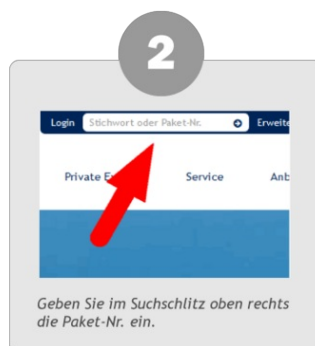 2
Login Stichwort oder Paket-Nr. Erweite
Private E Service Anb
Geben Sie im Suchschlitz oben rechts
die Paket-Nr. ein.